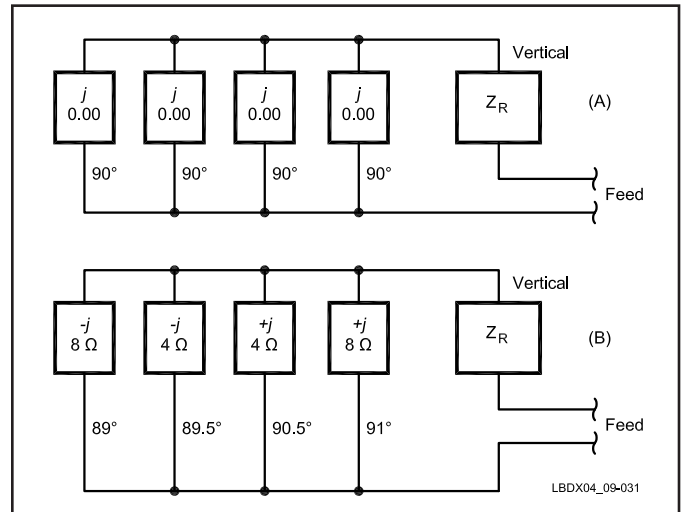 Vertical
j
0.00
j
0.00
j
0.00
j
0.00
ZR
(A)
90°
90°
90°
90°
Feed
Vertical
-j
8 Ω
-j
4 Ω
+j
4 Ω
+j
8 Ω
ZR
(B)
89°
89.5°
90.5°
91°
Feed
LBDX04_09-031